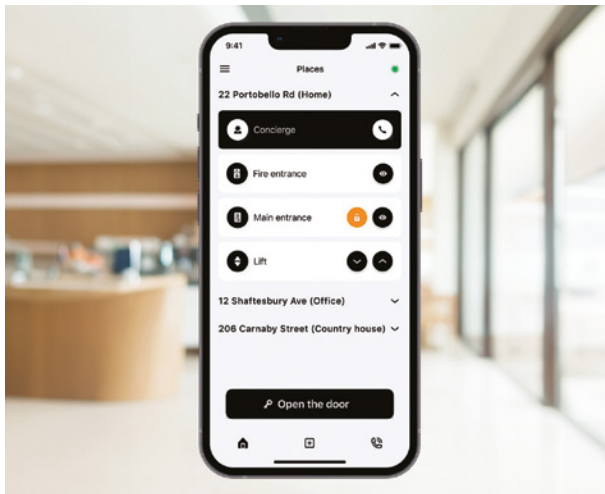 9:41
Places
22 Portobello Rd (Home)
Concierge
Fire entrance
Main entrance
Lift
12 Shaftesbury Ave (Office)
206 Carnaby Street (Country house)
Open the door